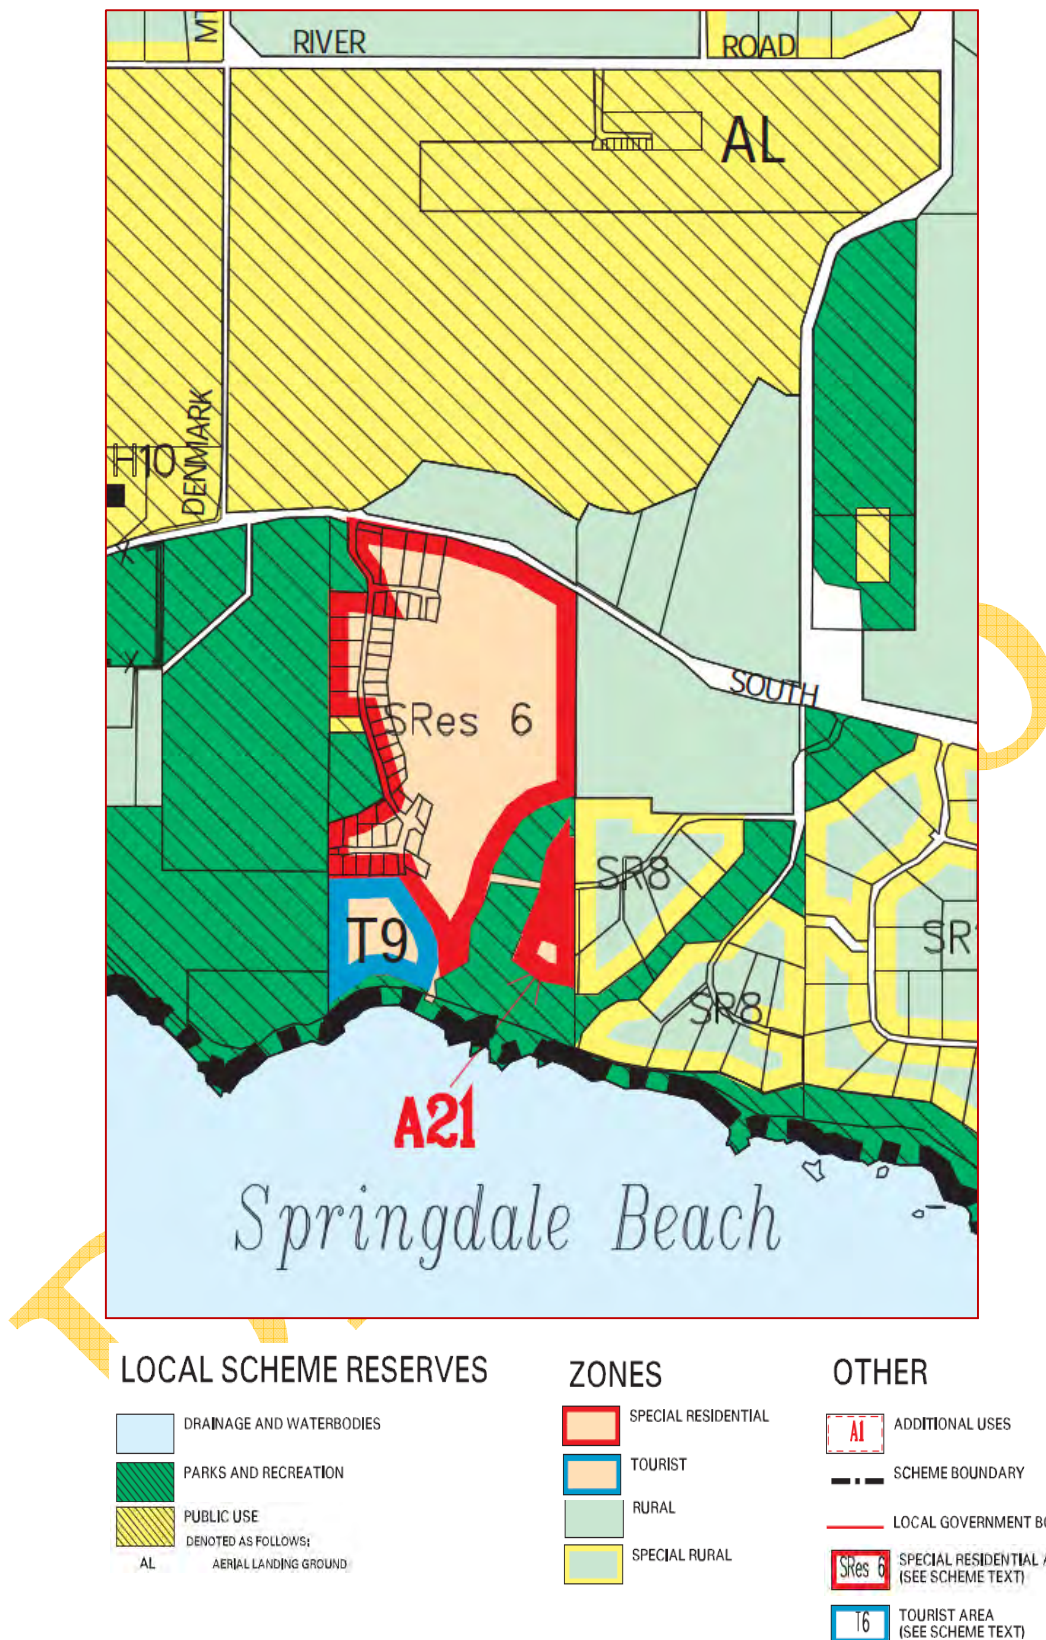 MT
RIVER
ROAD
AL
DENMARK
H10
SRes 6
SOUTH
SR8
SR
T9
SR8
A21
Springdale Beach
LOCAL SCHEME RESERVES
DRAINAGE AND WATERBODIES
PARKS AND RECREATION
PUBLIC USE
DENOTED AS FOLLOWS:
AL AERIAL LANDING GROUND
ZONES
SPECIAL RESIDENTIAL
TOURIST
RURAL
SPECIAL RURAL
OTHER
A1 ADDITIONAL USES
SCHEME BOUNDARY
LOCAL GOVERNMENT BO
SRes 6 SPECIAL RESIDENTIAL A
(SEE SCHEME TEXT)
T6 TOURIST AREA
(SEE SCHEME TEXT)